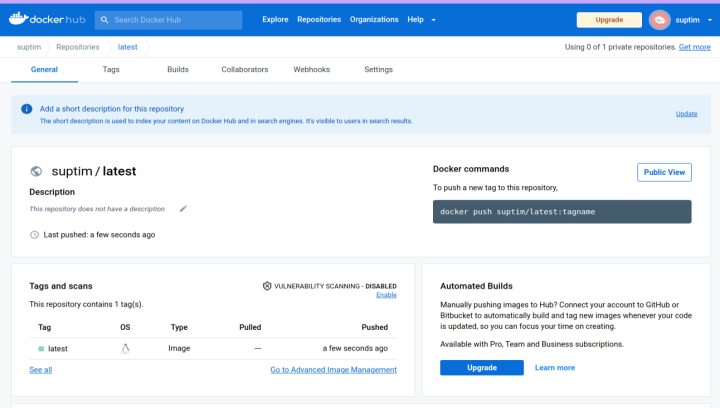 dockerhub
Search Docker Hub
Explore Repositories Organizations Help
Upgrade
suptim
suptim Repositories latest
Using 0 of 1 private repositories. Get more
General Tags Builds Collaborators Webhooks Settings
Add a short description for this repository
The short description is used to index your content on Docker Hub and in search engines. It's visible to users in search results.
Update
suptim / latest
Description
This repository does not have a description
Last pushed: a few seconds ago
Docker commands
Public View
To push a new tag to this repository,
docker push suptim/latest:tagname
Tags and scans
VULNERABILITY SCANNING - DISABLED
Enable
This repository contains 1 tag(s).
Tag OS Type Pulled Pushed
latest Image --- a few seconds ago
See all
Go to Advanced Image Management
Automated Builds
Manually pushing images to Hub? Connect your account to GitHub or
Bitbucket to automatically build and tag new images whenever your code
is updated, so you can focus your time on creating.
Available with Pro, Team and Business subscriptions.
Upgrade
Learn more